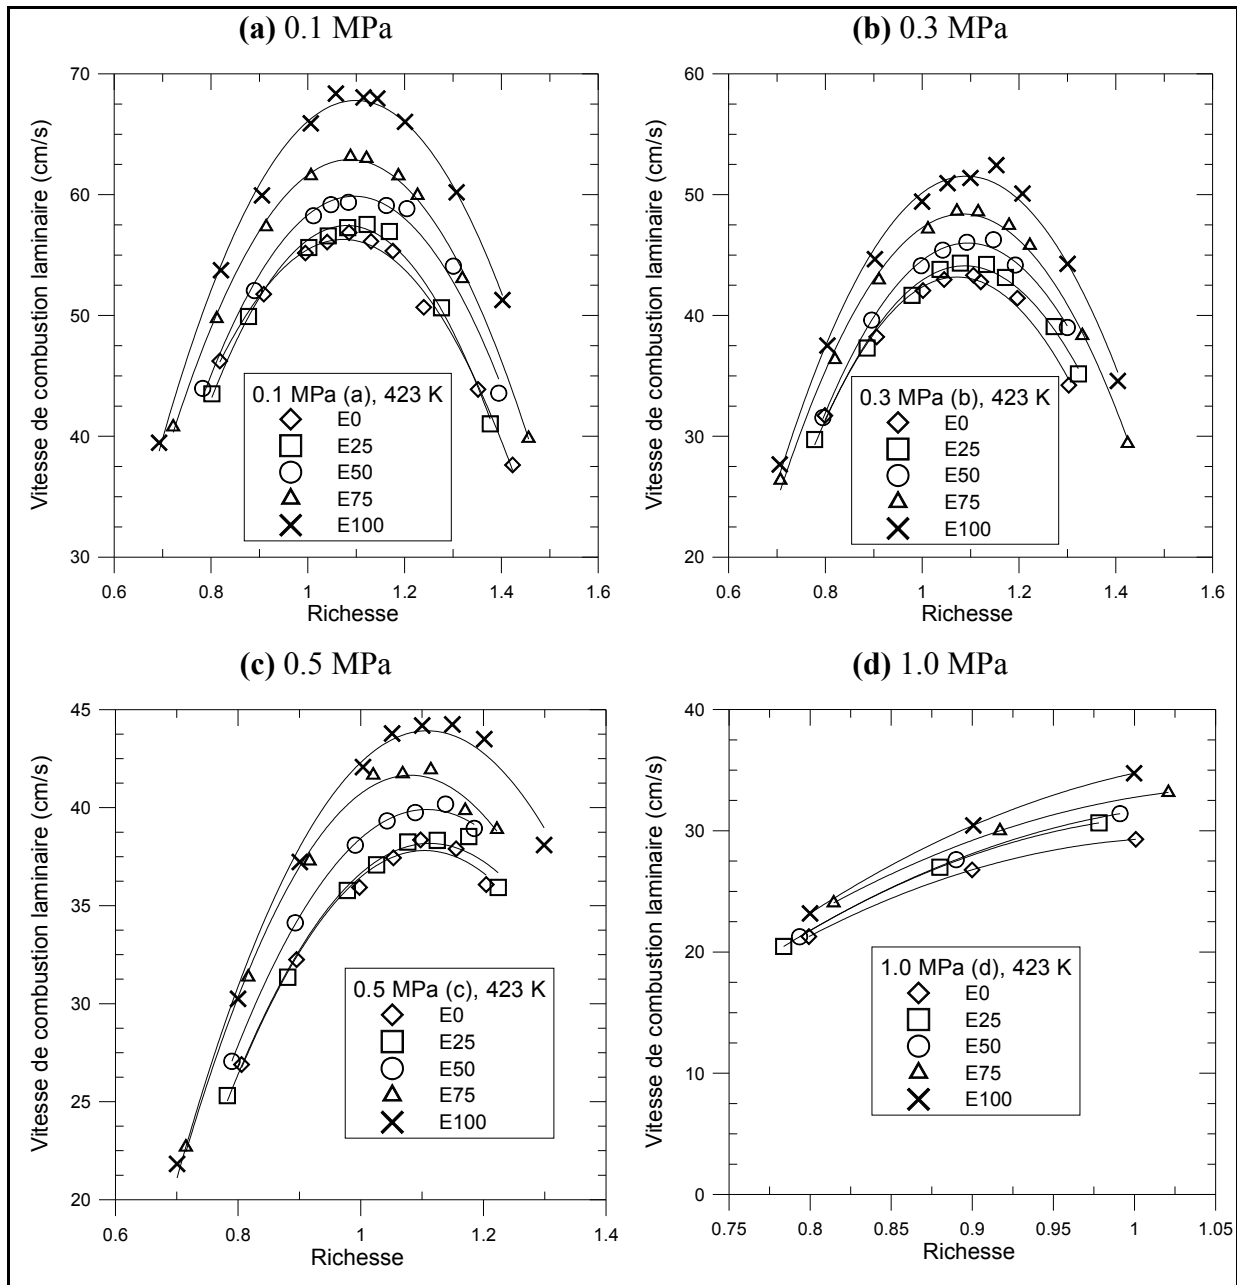 (a) 0.1 MPa
Vitesse de combustion laminaire (cm/s)
70
60
50
40
30
0.6 0.8 1 1.2 1.4 1.6
Richesse
0.1 MPa (a), 423 K
E0
E25
E50
E75
E100
(b) 0.3 MPa
Vitesse de combustion laminaire (cm/s)
60
50
40
30
20
0.6 0.8 1 1.2 1.4 1.6
Richesse
0.3 MPa (b), 423 K
E0
E25
E50
E75
E100
(c) 0.5 MPa
Vitesse de combustion laminaire (cm/s)
45
40
35
30
25
20
0.6 0.8 1 1.2 1.4
Richesse
0.5 MPa (c), 423 K
E0
E25
E50
E75
E100
(d) 1.0 MPa
Vitesse de combustion laminaire (cm/s)
40
30
20
10
0
0.75 0.8 0.85 0.9 0.95 1 1.05
Richesse
1.0 MPa (d), 423 K
E0
E25
E50
E75
E100